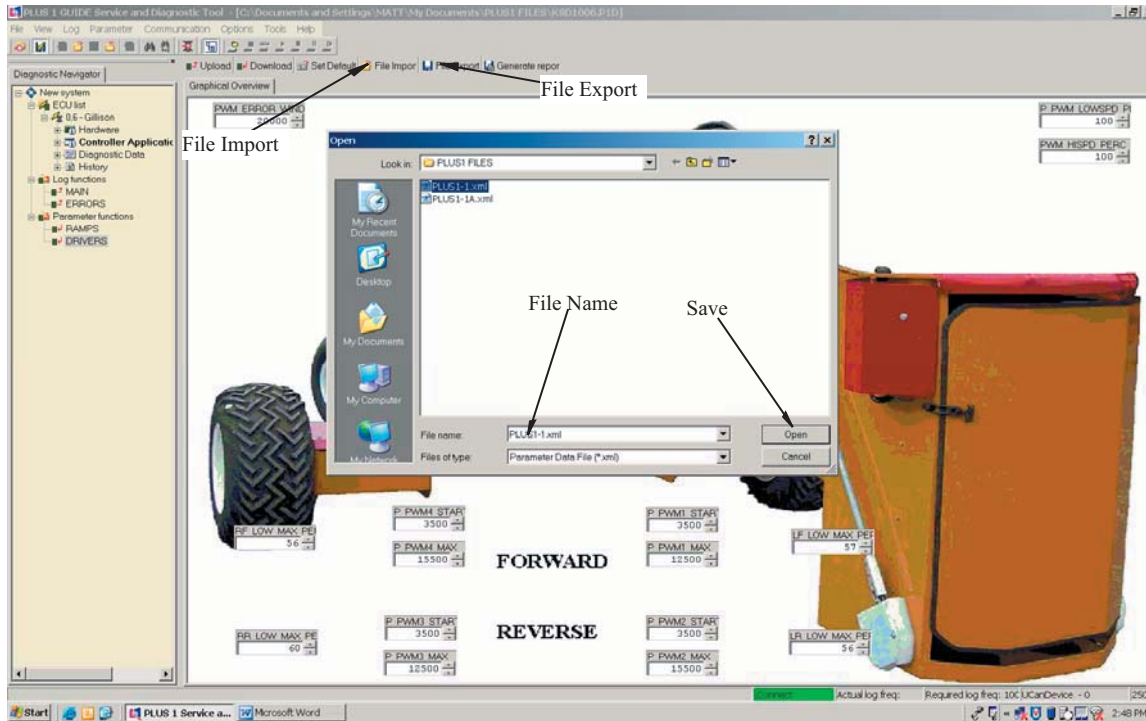 PLUS 1 GUIDE Service and Diagnostic Tool - [C:\Documents and Settings\MATT\My Documents\PLUS1 FILES\K9D1006.P1D]
File View Log Parameter Communication Options Tools Help
Upload Download Set Default File Impor File Export Generate repor
Diagnostic Navigator
Graphical Overview
File Import
File Export
New system
ECU list
0,6 - Gillison
Hardware
Controller Applicatio
Diagnostic Data
History
Log functions
MAIN
ERRORS
Parameter functions
RAMPS
DRIVERS
PWM ERROR WIND
20000
P PWM LOWSPD P
100
PWM HISPD PERC
100
Open
Look in: PLUS1 FILES
PLUS1-1.xml
PLUS1-1A.xml
My Recent Documents
Desktop
My Documents
My Computer
My Network
File Name
Save
File name: PLUS1-1.xml Open
Files of type: Parameter Data File (*.xml) Cancel
RF LOW MAX PE
56
P PWM4 STAR
3500
P PWM4 MAX
15500
FORWARD
P PWM1 STAR
3500
P PWM1 MAX
12500
LF LOW MAX PER
57
RR LOW MAX PE
60
P PWM3 STAR
3500
P PWM3 MAX
12500
REVERSE
P PWM2 STAR
3500
P PWM2 MAX
15500
LR LOW MAX PER
56
Connect Actual log freq: Required log freq: 100 UCanDevice - 0 250
Start PLUS 1 Service a... Microsoft Word 2:48 PM